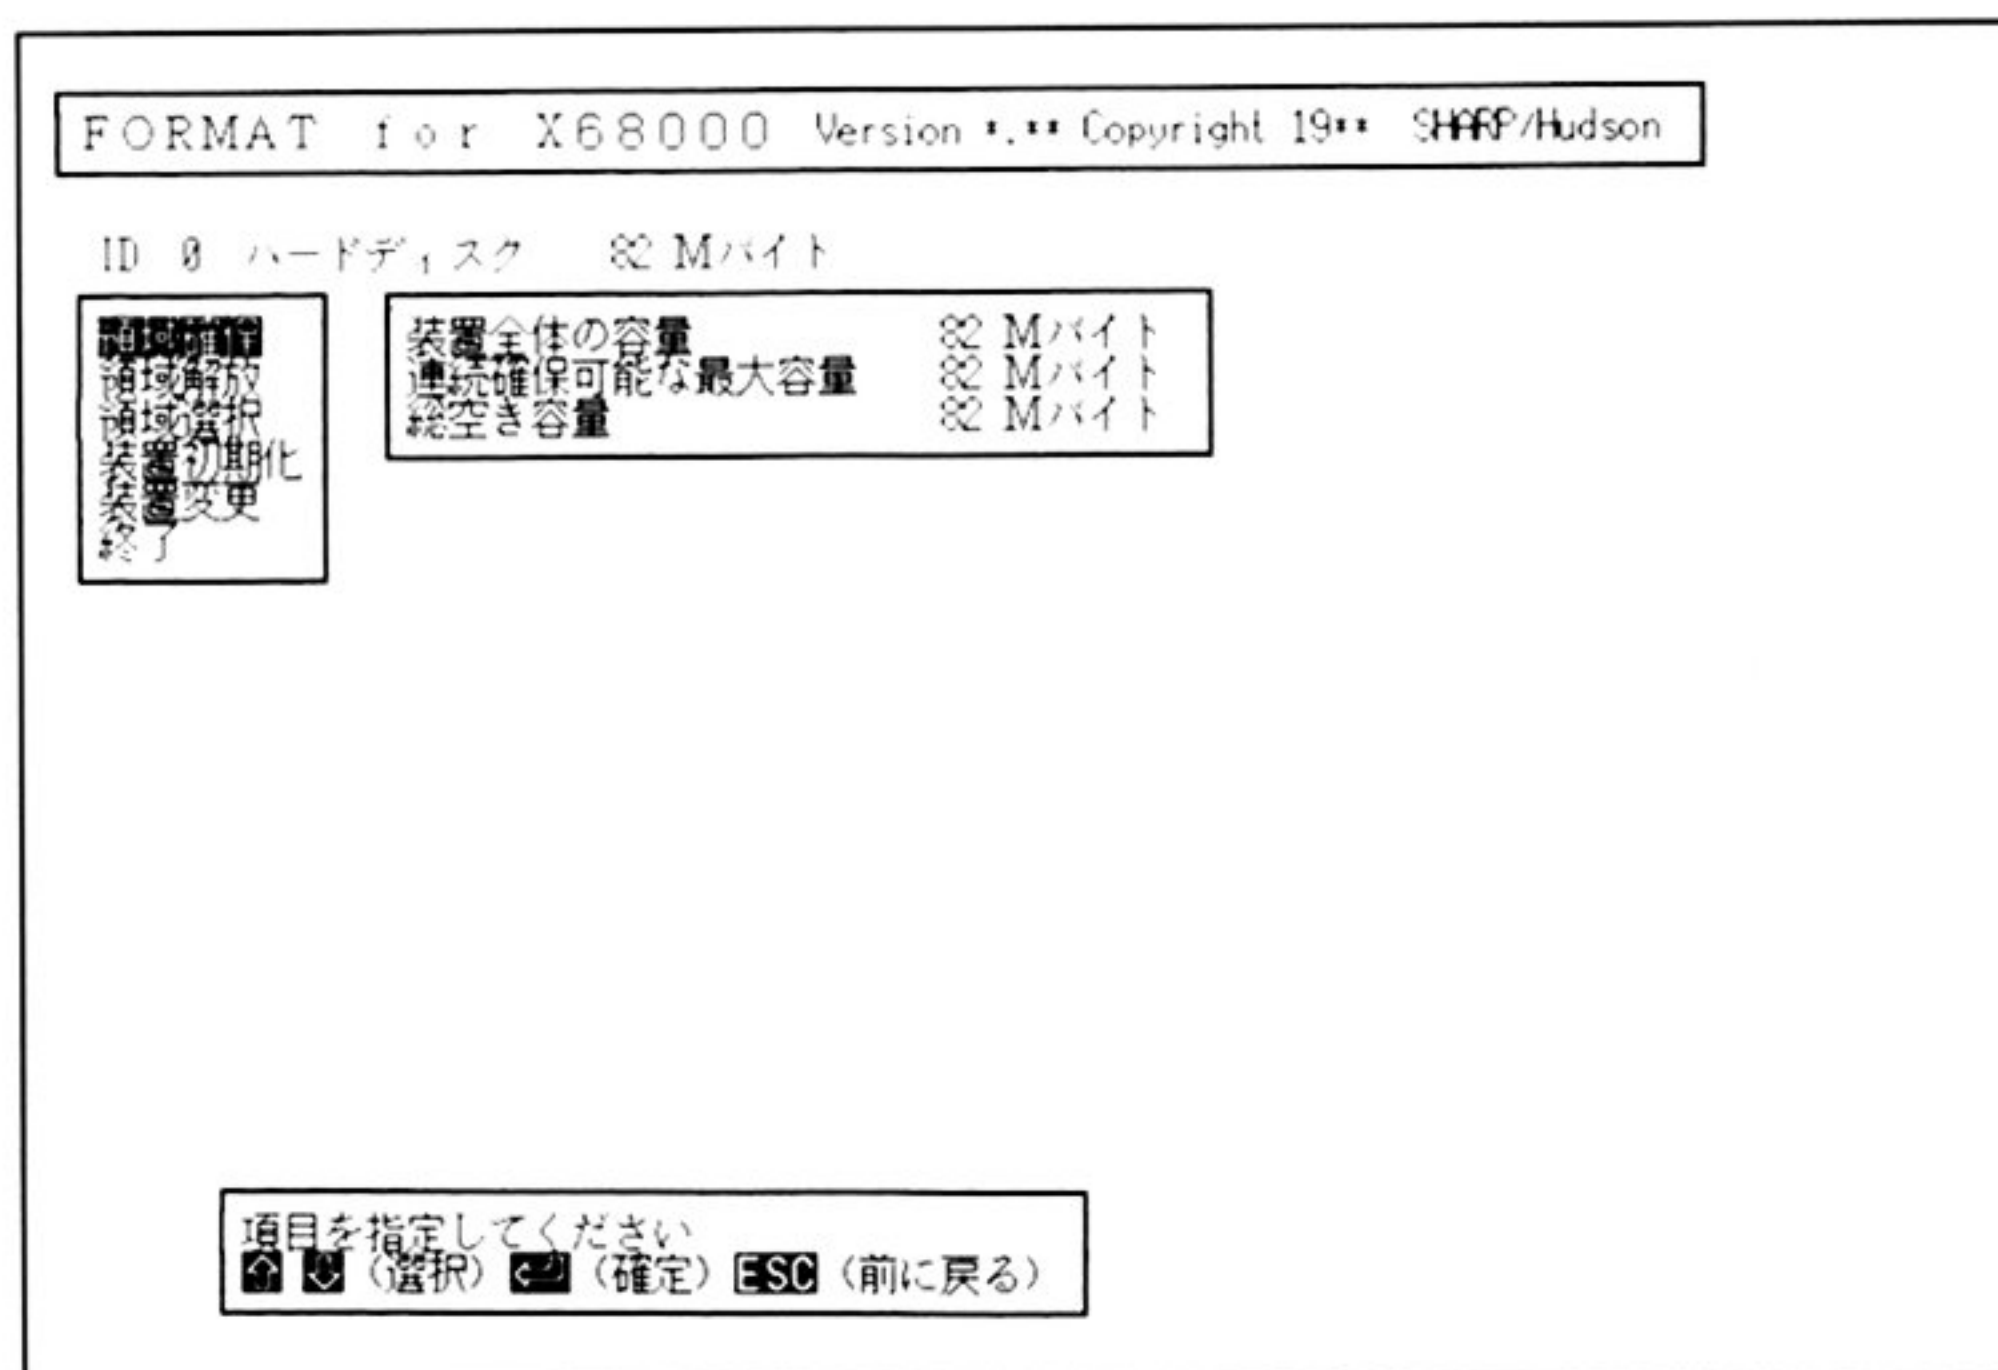 FORMAT for X68000 Version *.** Copyright 19** SHARP/Hudson
ID 0 ハードディスク 82 Mバイト
領域確保
領域解放
領域選択
装置初期化
装置変更
終了
装置全体の容量 82 Mバイト
連続確保可能な最大容量 82 Mバイト
総空き容量 82 Mバイト
項目を指定してください
⇧ ⇩ (選択) ↵ (確定) ESC (前に戻る)